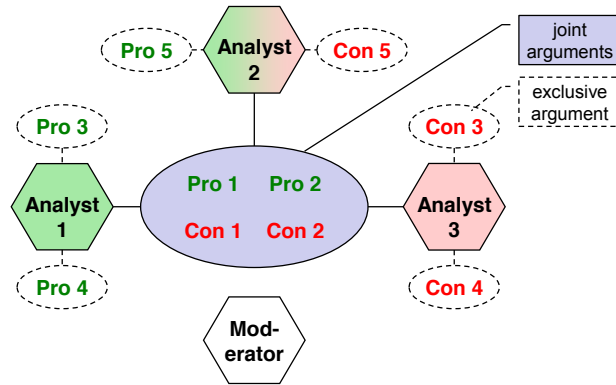 Pro 5
Analyst
2
Con 5
joint
arguments
exclusive
argument
Pro 3
Con 3
Analyst
1
Pro 1 Pro 2
Con 1 Con 2
Analyst
3
Pro 4
Con 4
Mod-
erator